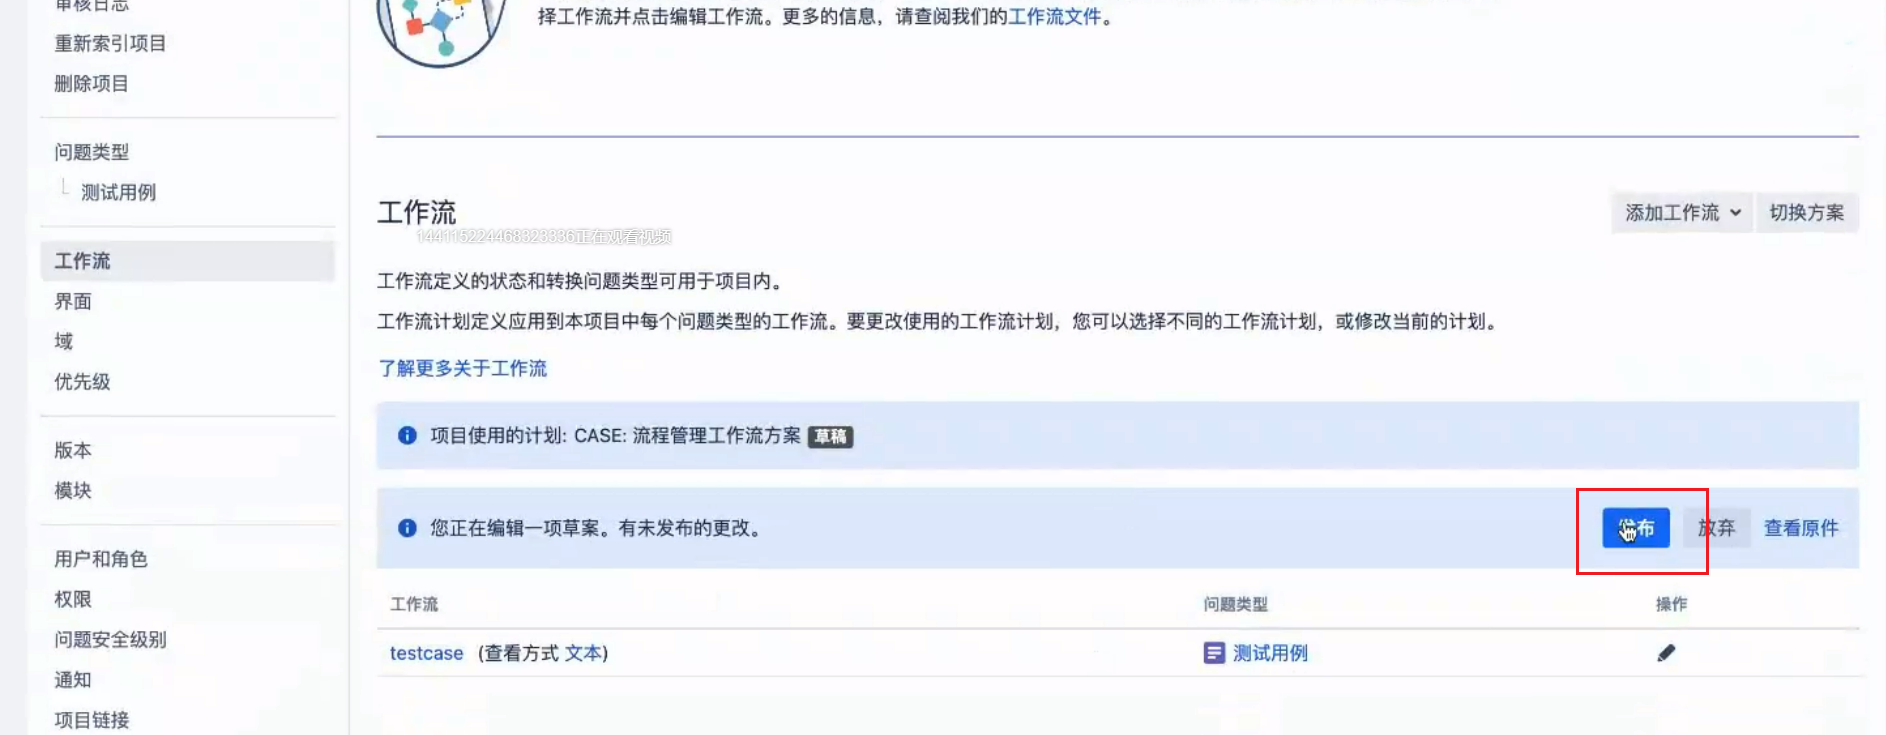 审核日志
重新索引项目
删除项目
问题类型
测试用例
工作流
界面
域
优先级
版本
模块
用户和角色
权限
问题安全级别
通知
项目链接
择工作流并点击编辑工作流。更多的信息，请查阅我们的工作流文件。
工作流
添加工作流 切换方案
144115224468323336正在观看视频
工作流定义的状态和转换问题类型可用于项目内。
工作流计划定义应用到本项目中每个问题类型的工作流。要更改使用的工作流计划，您可以选择不同的工作流计划，或修改当前的计划。
了解更多关于工作流
项目使用的计划: CASE: 流程管理工作流方案 草稿
您正在编辑一项草案。有未发布的更改。 发布 放弃 查看原件
工作流 问题类型 操作
testcase (查看方式 文本) 测试用例